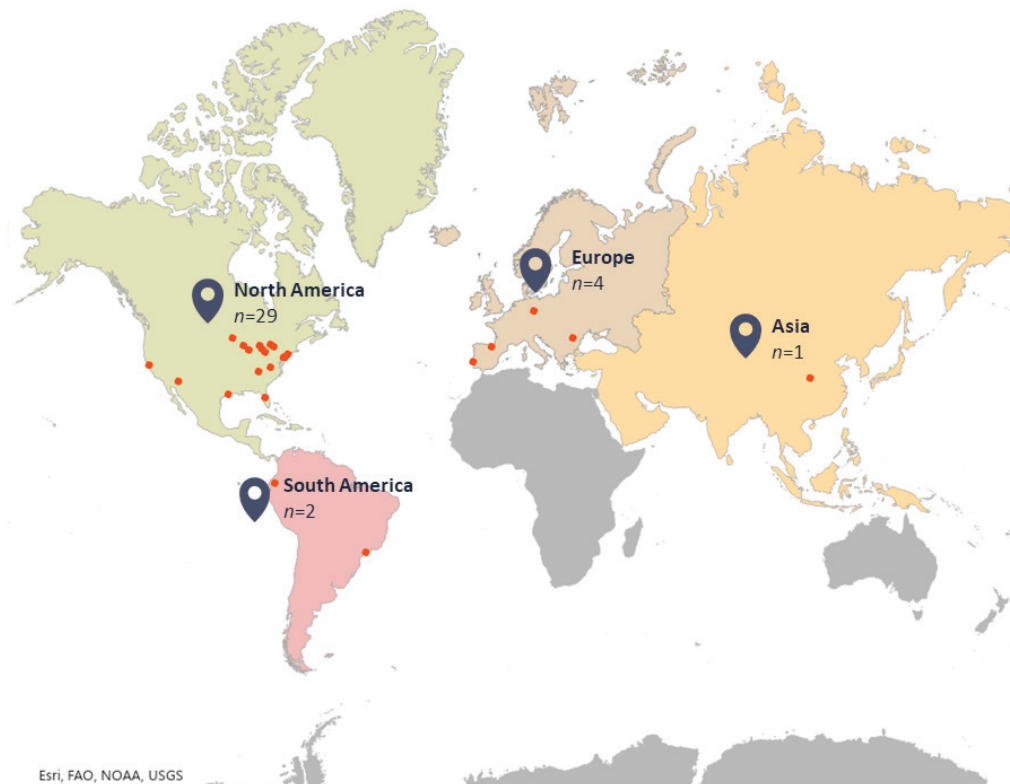 North America
n=29
Europe
n=4
Asia
n=1
South America
n=2
Esri, FAO, NOAA, USGS